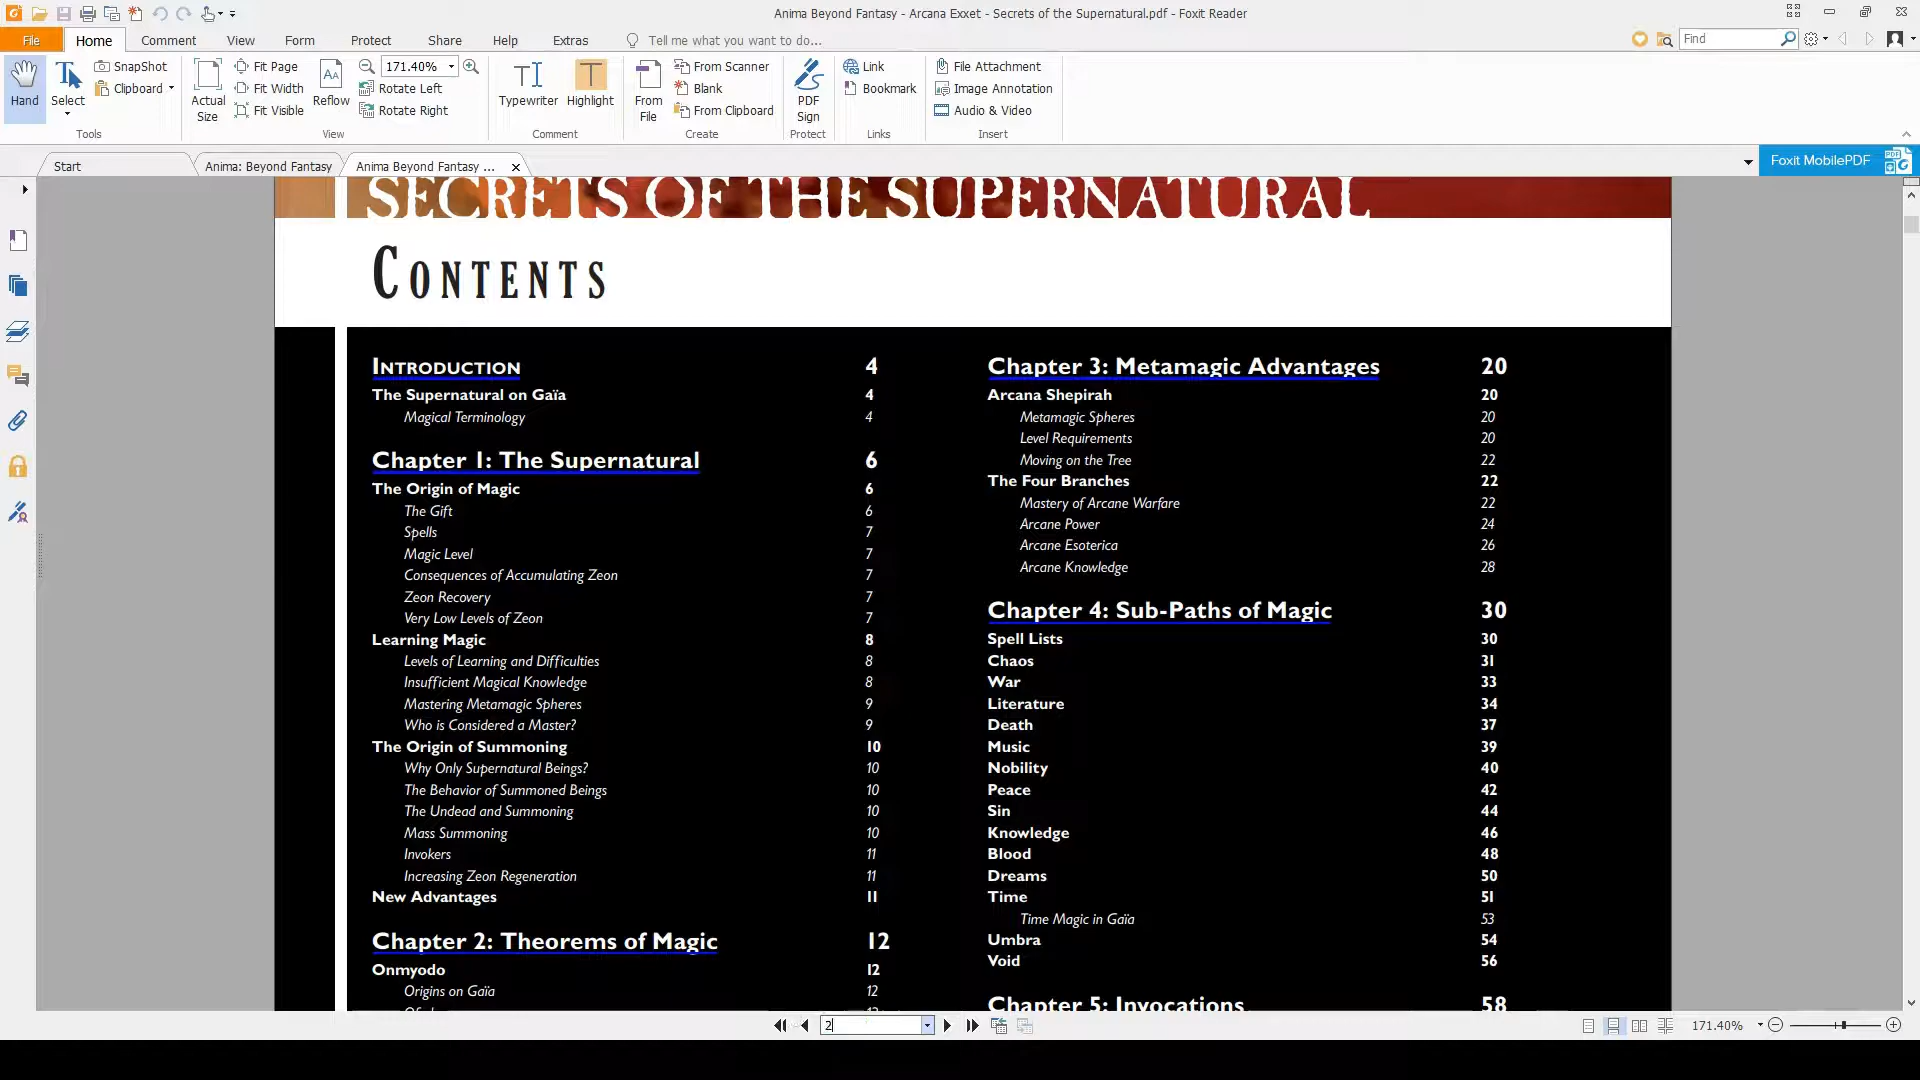 Anima Beyond Fantasy - Arcana Exxet - Secrets of the Supernatural.pdf - Foxit Reader
File Home Comment View Form Protect Share Help Extras Tell me what you want to do... Find
Hand
Select
SnapShot
Clipboard
Tools
Actual Size
Fit Page
Fit Width
Fit Visible
Reflow
171.40%
Rotate Left
Rotate Right
View
Typewriter
Highlight
Comment
From File
From Scanner
Blank
From Clipboard
Create
PDF Sign
Protect
Link
Bookmark
Links
File Attachment
Image Annotation
Audio & Video
Insert
Start
Anima: Beyond Fantasy
Anima Beyond Fantasy ...
Foxit MobilePDF
SECRETS OF THE SUPERNATURAL
CONTENTS
INTRODUCTION 4
The Supernatural on Gaïa 4
Magical Terminology 4
Chapter 1: The Supernatural 6
The Origin of Magic 6
The Gift 6
Spells 7
Magic Level 7
Consequences of Accumulating Zeon 7
Zeon Recovery 7
Very Low Levels of Zeon 7
Learning Magic 8
Levels of Learning and Difficulties 8
Insufficient Magical Knowledge 8
Mastering Metamagic Spheres 9
Who is Considered a Master? 9
The Origin of Summoning 10
Why Only Supernatural Beings? 10
The Behavior of Summoned Beings 10
The Undead and Summoning 10
Mass Summoning 10
Invokers 11
Increasing Zeon Regeneration 11
New Advantages 11
Chapter 2: Theorems of Magic 12
Onmyodo 12
Origins on Gaïa 12
Chapter 3: Metamagic Advantages 20
Arcana Shepirah 20
Metamagic Spheres 20
Level Requirements 20
Moving on the Tree 22
The Four Branches 22
Mastery of Arcane Warfare 22
Arcane Power 24
Arcane Esoterica 26
Arcane Knowledge 28
Chapter 4: Sub-Paths of Magic 30
Spell Lists 30
Chaos 31
War 33
Literature 34
Death 37
Music 39
Nobility 40
Peace 42
Sin 44
Knowledge 46
Blood 48
Dreams 50
Time 51
Time Magic in Gaïa 53
Umbra 54
Void 56
Chapter 5: Invocations 58
2
171.40%